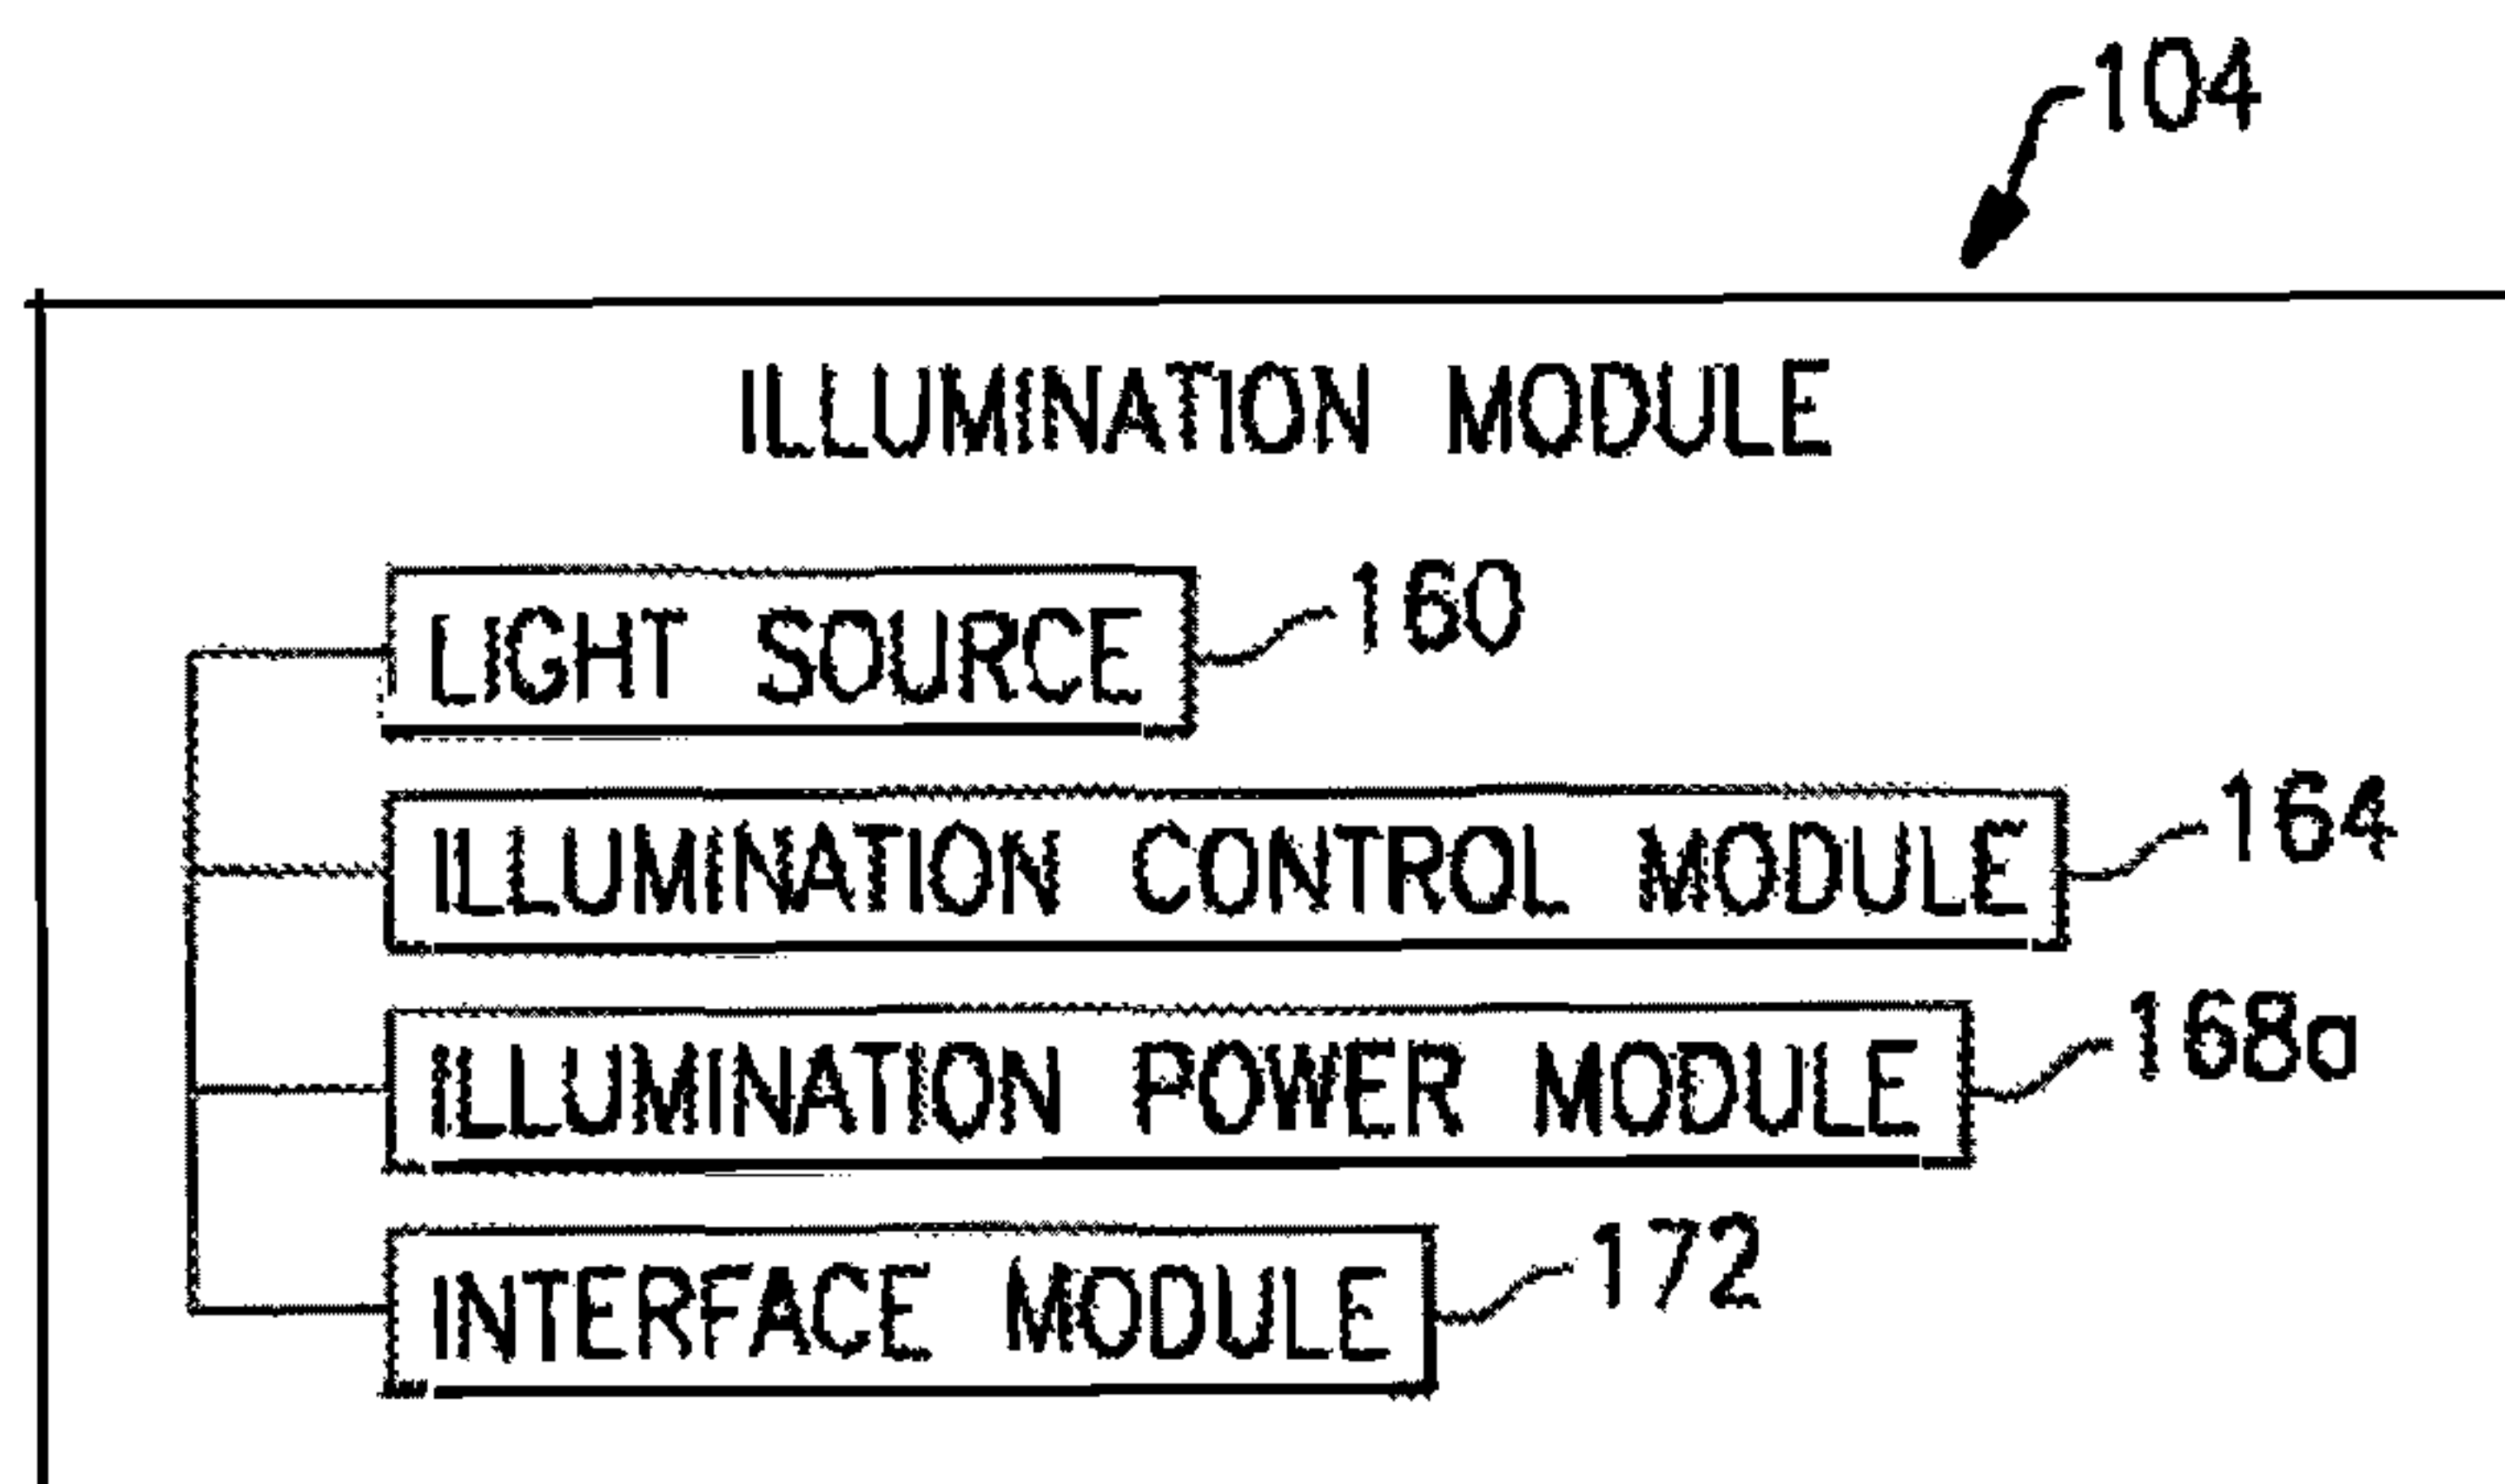 104
ILLUMINATION MODULE
LIGHT SOURCE 160
ILLUMINATION CONTROL MODULE 164
ILLUMINATION POWER MODULE 168a
INTERFACE MODULE 172